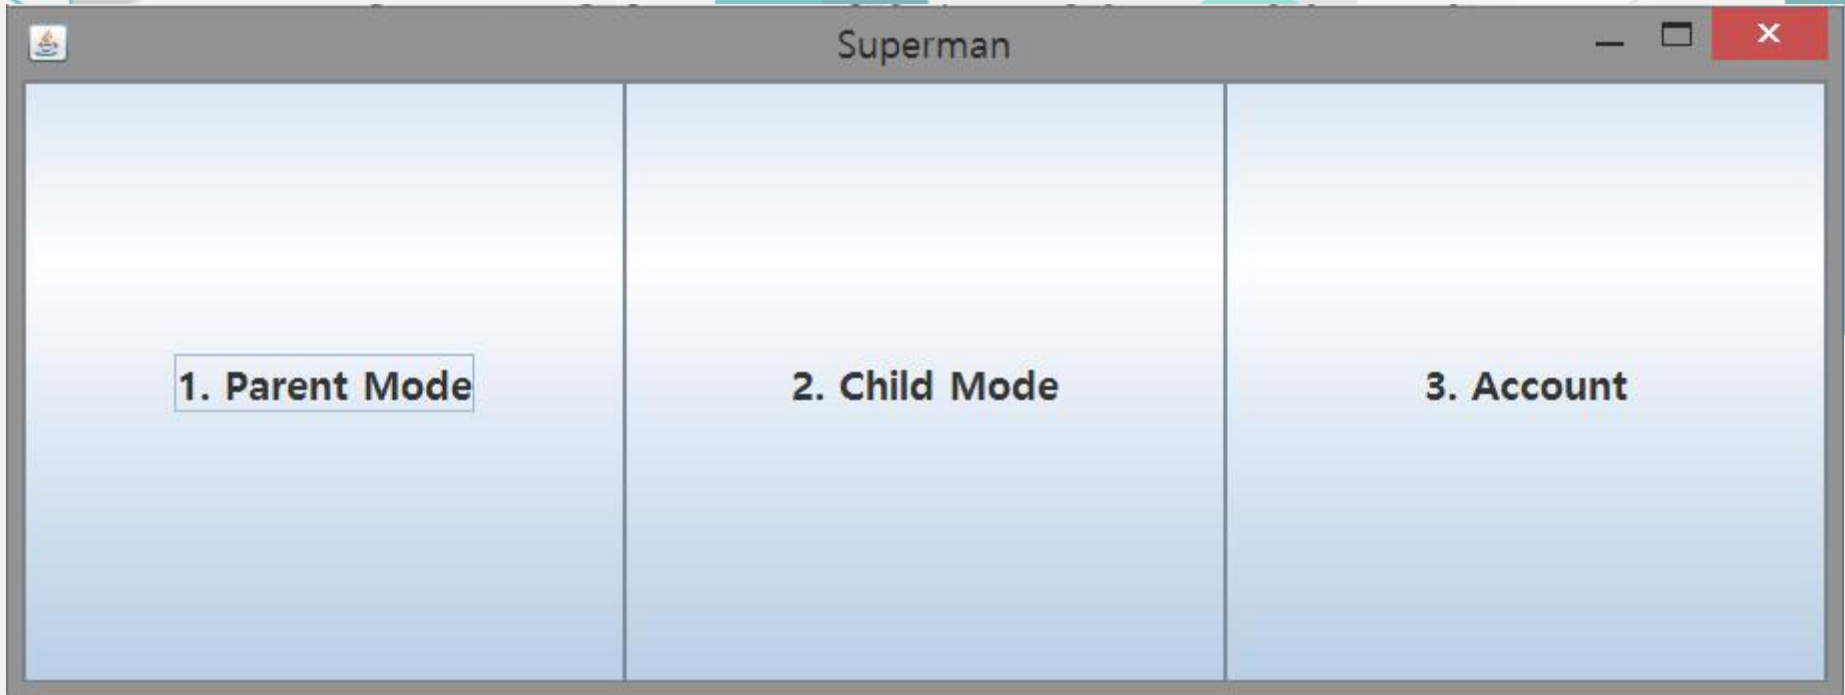 Superman
1. Parent Mode
2. Child Mode
3. Account